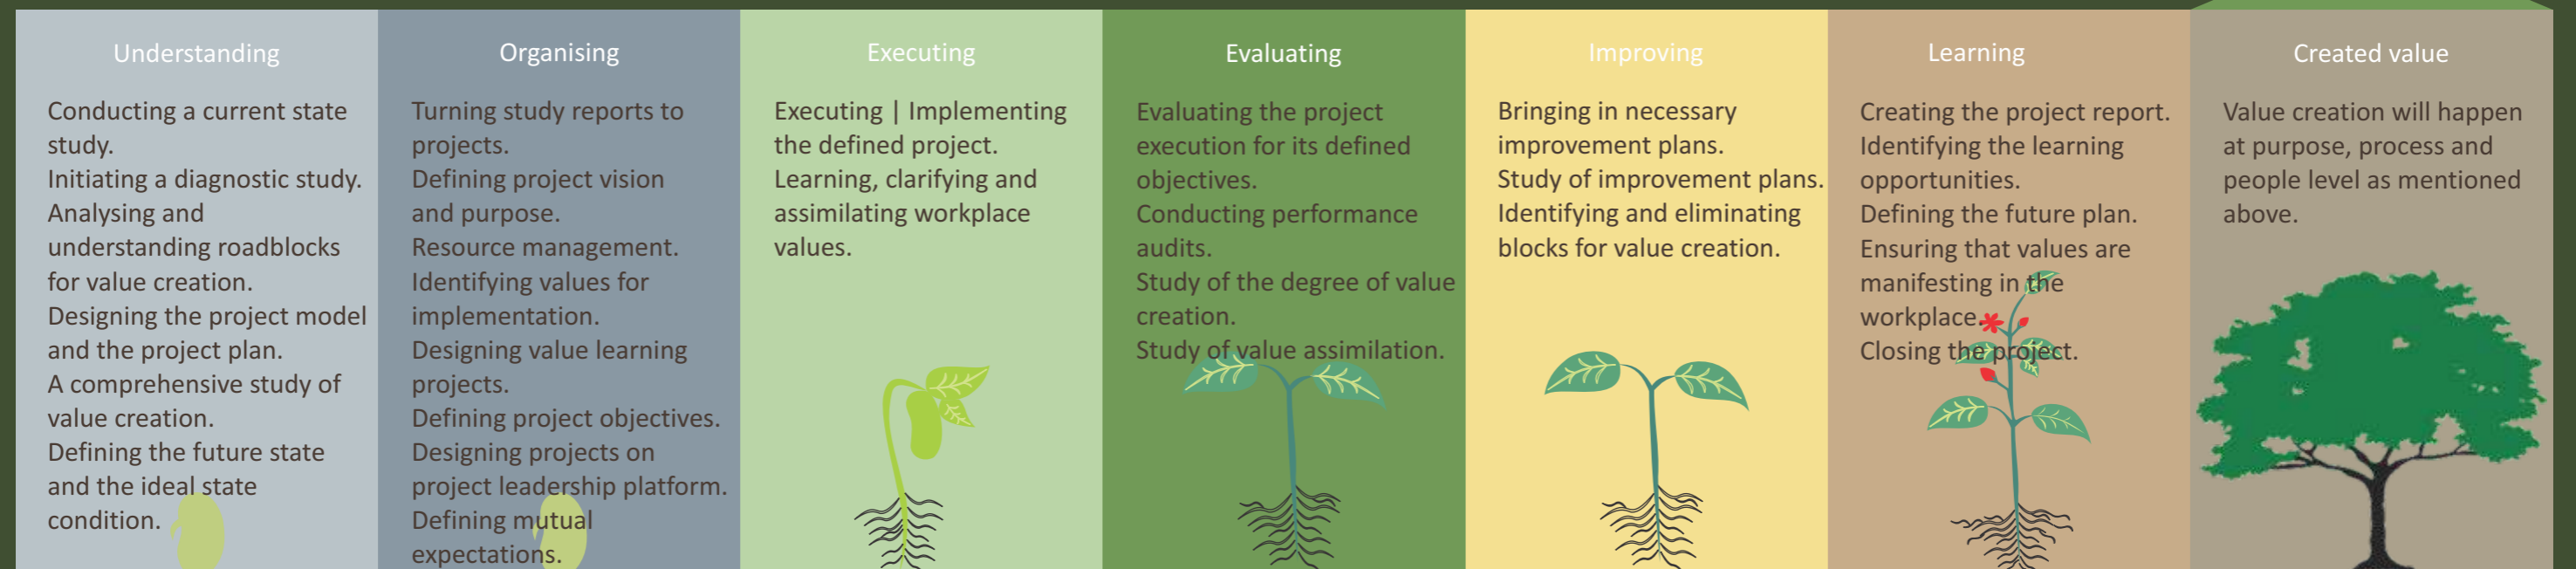 Understanding
Conducting a current state
study.
Initiating a diagnostic study.
Analysing and
understanding roadblocks
for value creation.
Designing the project model
and the project plan.
A comprehensive study of
value creation.
Defining the future state
and the ideal state
condition.
Organising
Turning study reports to
projects.
Defining project vision
and purpose.
Resource management.
Identifying values for
implementation.
Designing value learning
projects.
Defining project objectives.
Designing projects on
project leadership platform.
Defining mutual
expectations.
Executing
Executing | Implementing
the defined project.
Learning, clarifying and
assimilating workplace
values.
Evaluating
Evaluating the project
execution for its defined
objectives.
Conducting performance
audits.
Study of the degree of value
creation.
Study of value assimilation.
Improving
Bringing in necessary
improvement plans.
Study of improvement plans.
Identifying and eliminating
blocks for value creation.
Learning
Creating the project report.
Identifying the learning
opportunities.
Defining the future plan.
Ensuring that values are
manifesting in the
workplace.
Closing the project.
Created value
Value creation will happen
at purpose, process and
people level as mentioned
above.